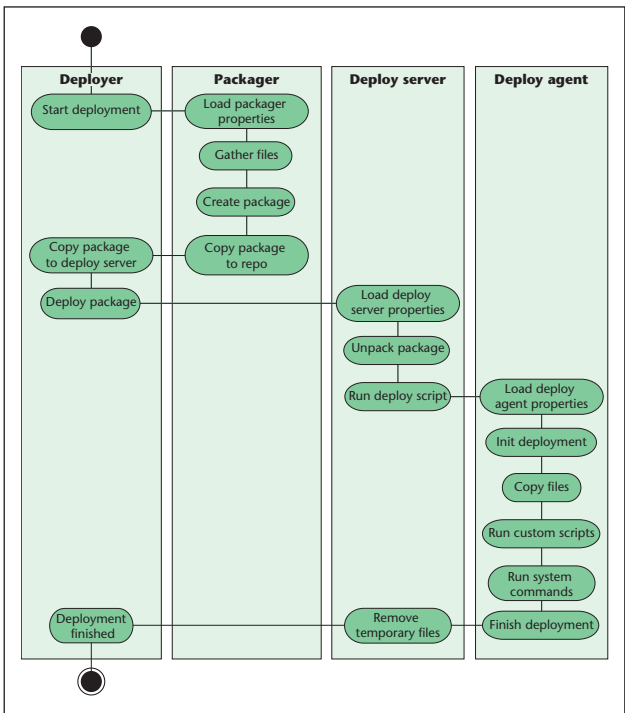 Deployer
Packager
Deploy server
Deploy agent
Start deployment
Load packager
properties
Gather files
Create package
Copy package
to repo
Copy package
to deploy server
Deploy package
Load deploy
server properties
Unpack package
Run deploy script
Load deploy
agent properties
Init deployment
Copy files
Run custom scripts
Run system
commands
Finish deployment
Remove
temporary files
Deployment
finished